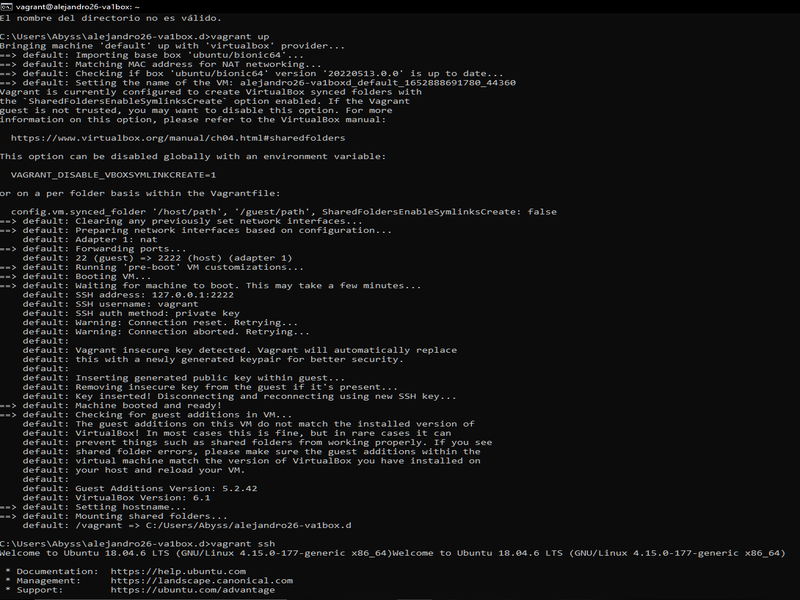 vagrant@alejandro26-va1box: ~
El nombre del directorio no es válido.
C:\Users\Abyss\alejandro26-va1box.d>vagrant up
Bringing machine 'default' up with 'virtualbox' provider...
==> default: Importing base box 'ubuntu/bionic64'...
==> default: Matching MAC address for NAT networking...
==> default: Checking if box 'ubuntu/bionic64' version '20220513.0.0' is up to date...
==> default: Setting the name of the VM: alejandro26-va1boxd_default_1652888691780_44360
Vagrant is currently configured to create VirtualBox synced folders with
the `SharedFoldersEnableSymlinksCreate` option enabled. If the Vagrant
guest is not trusted, you may want to disable this option. For more
information on this option, please refer to the VirtualBox manual:
https://www.virtualbox.org/manual/ch04.html#sharedfolders
This option can be disabled globally with an environment variable:
VAGRANT_DISABLE_VBOXSYMLINKCREATE=1
or on a per folder basis within the Vagrantfile:
config.vm.synced_folder '/host/path', '/guest/path', SharedFoldersEnableSymlinksCreate: false
==> default: Clearing any previously set network interfaces...
==> default: Preparing network interfaces based on configuration...
default: Adapter 1: nat
==> default: Forwarding ports...
default: 22 (guest) => 2222 (host) (adapter 1)
==> default: Running 'pre-boot' VM customizations...
==> default: Booting VM...
==> default: Waiting for machine to boot. This may take a few minutes...
default: SSH address: 127.0.0.1:2222
default: SSH username: vagrant
default: SSH auth method: private key
default: Warning: Connection reset. Retrying...
default: Warning: Connection aborted. Retrying...
default:
default: Vagrant insecure key detected. Vagrant will automatically replace
default: this with a newly generated keypair for better security.
default:
default: Inserting generated public key within guest...
default: Removing insecure key from the guest if it's present...
default: Key inserted! Disconnecting and reconnecting using new SSH key...
==> default: Machine booted and ready!
==> default: Checking for guest additions in VM...
default: The guest additions on this VM do not match the installed version of
default: VirtualBox! In most cases this is fine, but in rare cases it can
default: prevent things such as shared folders from working properly. If you see
default: shared folder errors, please make sure the guest additions within the
default: virtual machine match the version of VirtualBox you have installed on
default: your host and reload your VM.
default:
default: Guest Additions Version: 5.2.42
default: VirtualBox Version: 6.1
==> default: Setting hostname...
==> default: Mounting shared folders...
default: /vagrant => C:/Users/Abyss/alejandro26-va1box.d
C:\Users\Abyss\alejandro26-va1box.d>vagrant ssh
Welcome to Ubuntu 18.04.6 LTS (GNU/Linux 4.15.0-177-generic x86_64)Welcome to Ubuntu 18.04.6 LTS (GNU/Linux 4.15.0-177-generic x86_64)
* Documentation:  https://help.ubuntu.com
* Management:     https://landscape.canonical.com
* Support:        https://ubuntu.com/advantage